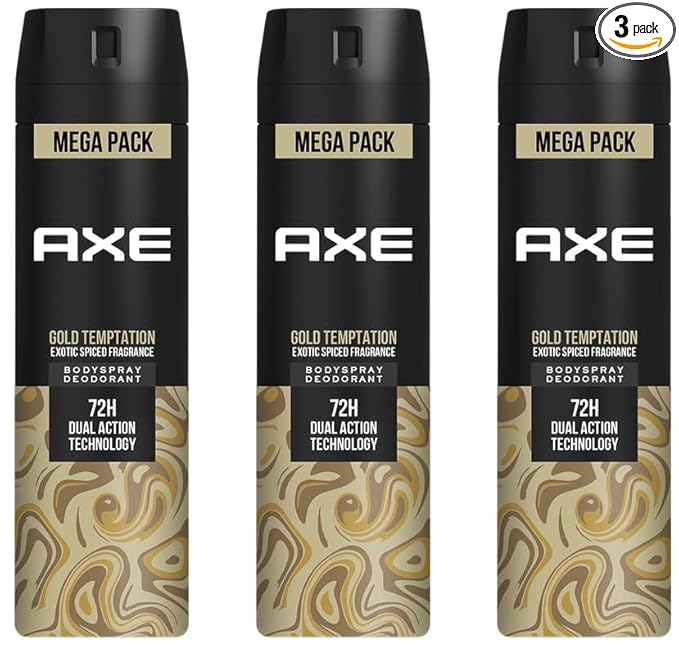 3 pack
MEGA PACK
AXE
GOLD TEMPTATION
EXOTIC SPICED FRAGRANCE
BODYSPRAY
DEODORANT
72H
DUAL ACTION
TECHNOLOGY
MEGA PACK
AXE
GOLD TEMPTATION
EXOTIC SPICED FRAGRANCE
BODYSPRAY
DEODORANT
72H
DUAL ACTION
TECHNOLOGY
MEGA PACK
AXE
GOLD TEMPTATION
EXOTIC SPICED FRAGRANCE
BODYSPRAY
DEODORANT
72H
DUAL ACTION
TECHNOLOGY